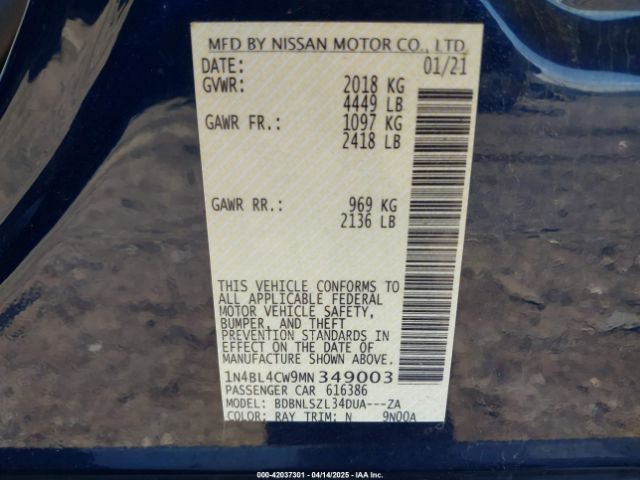 MFD BY NISSAN MOTOR CO., LTD.
DATE: 01/21
GVWR: 2018 KG
4449 LB
GAWR FR.: 1097 KG
2418 LB
GAWR RR.: 969 KG
2136 LB
THIS VEHICLE CONFORMS TO
ALL APPLICABLE FEDERAL
MOTOR VEHICLE SAFETY,
BUMPER, AND THEFT
PREVENTION STANDARDS IN
EFFECT ON THE DATE OF
MANUFACTURE SHOWN ABOVE.
1N4BL4CW9MN349003
PASSENGER CAR 616386
MODEL: BDBNLSZL34DUA---ZA
COLOR: RAY TRIM: N 9N00A
000-42037301 - 04/14/2025 - IAAI.COM